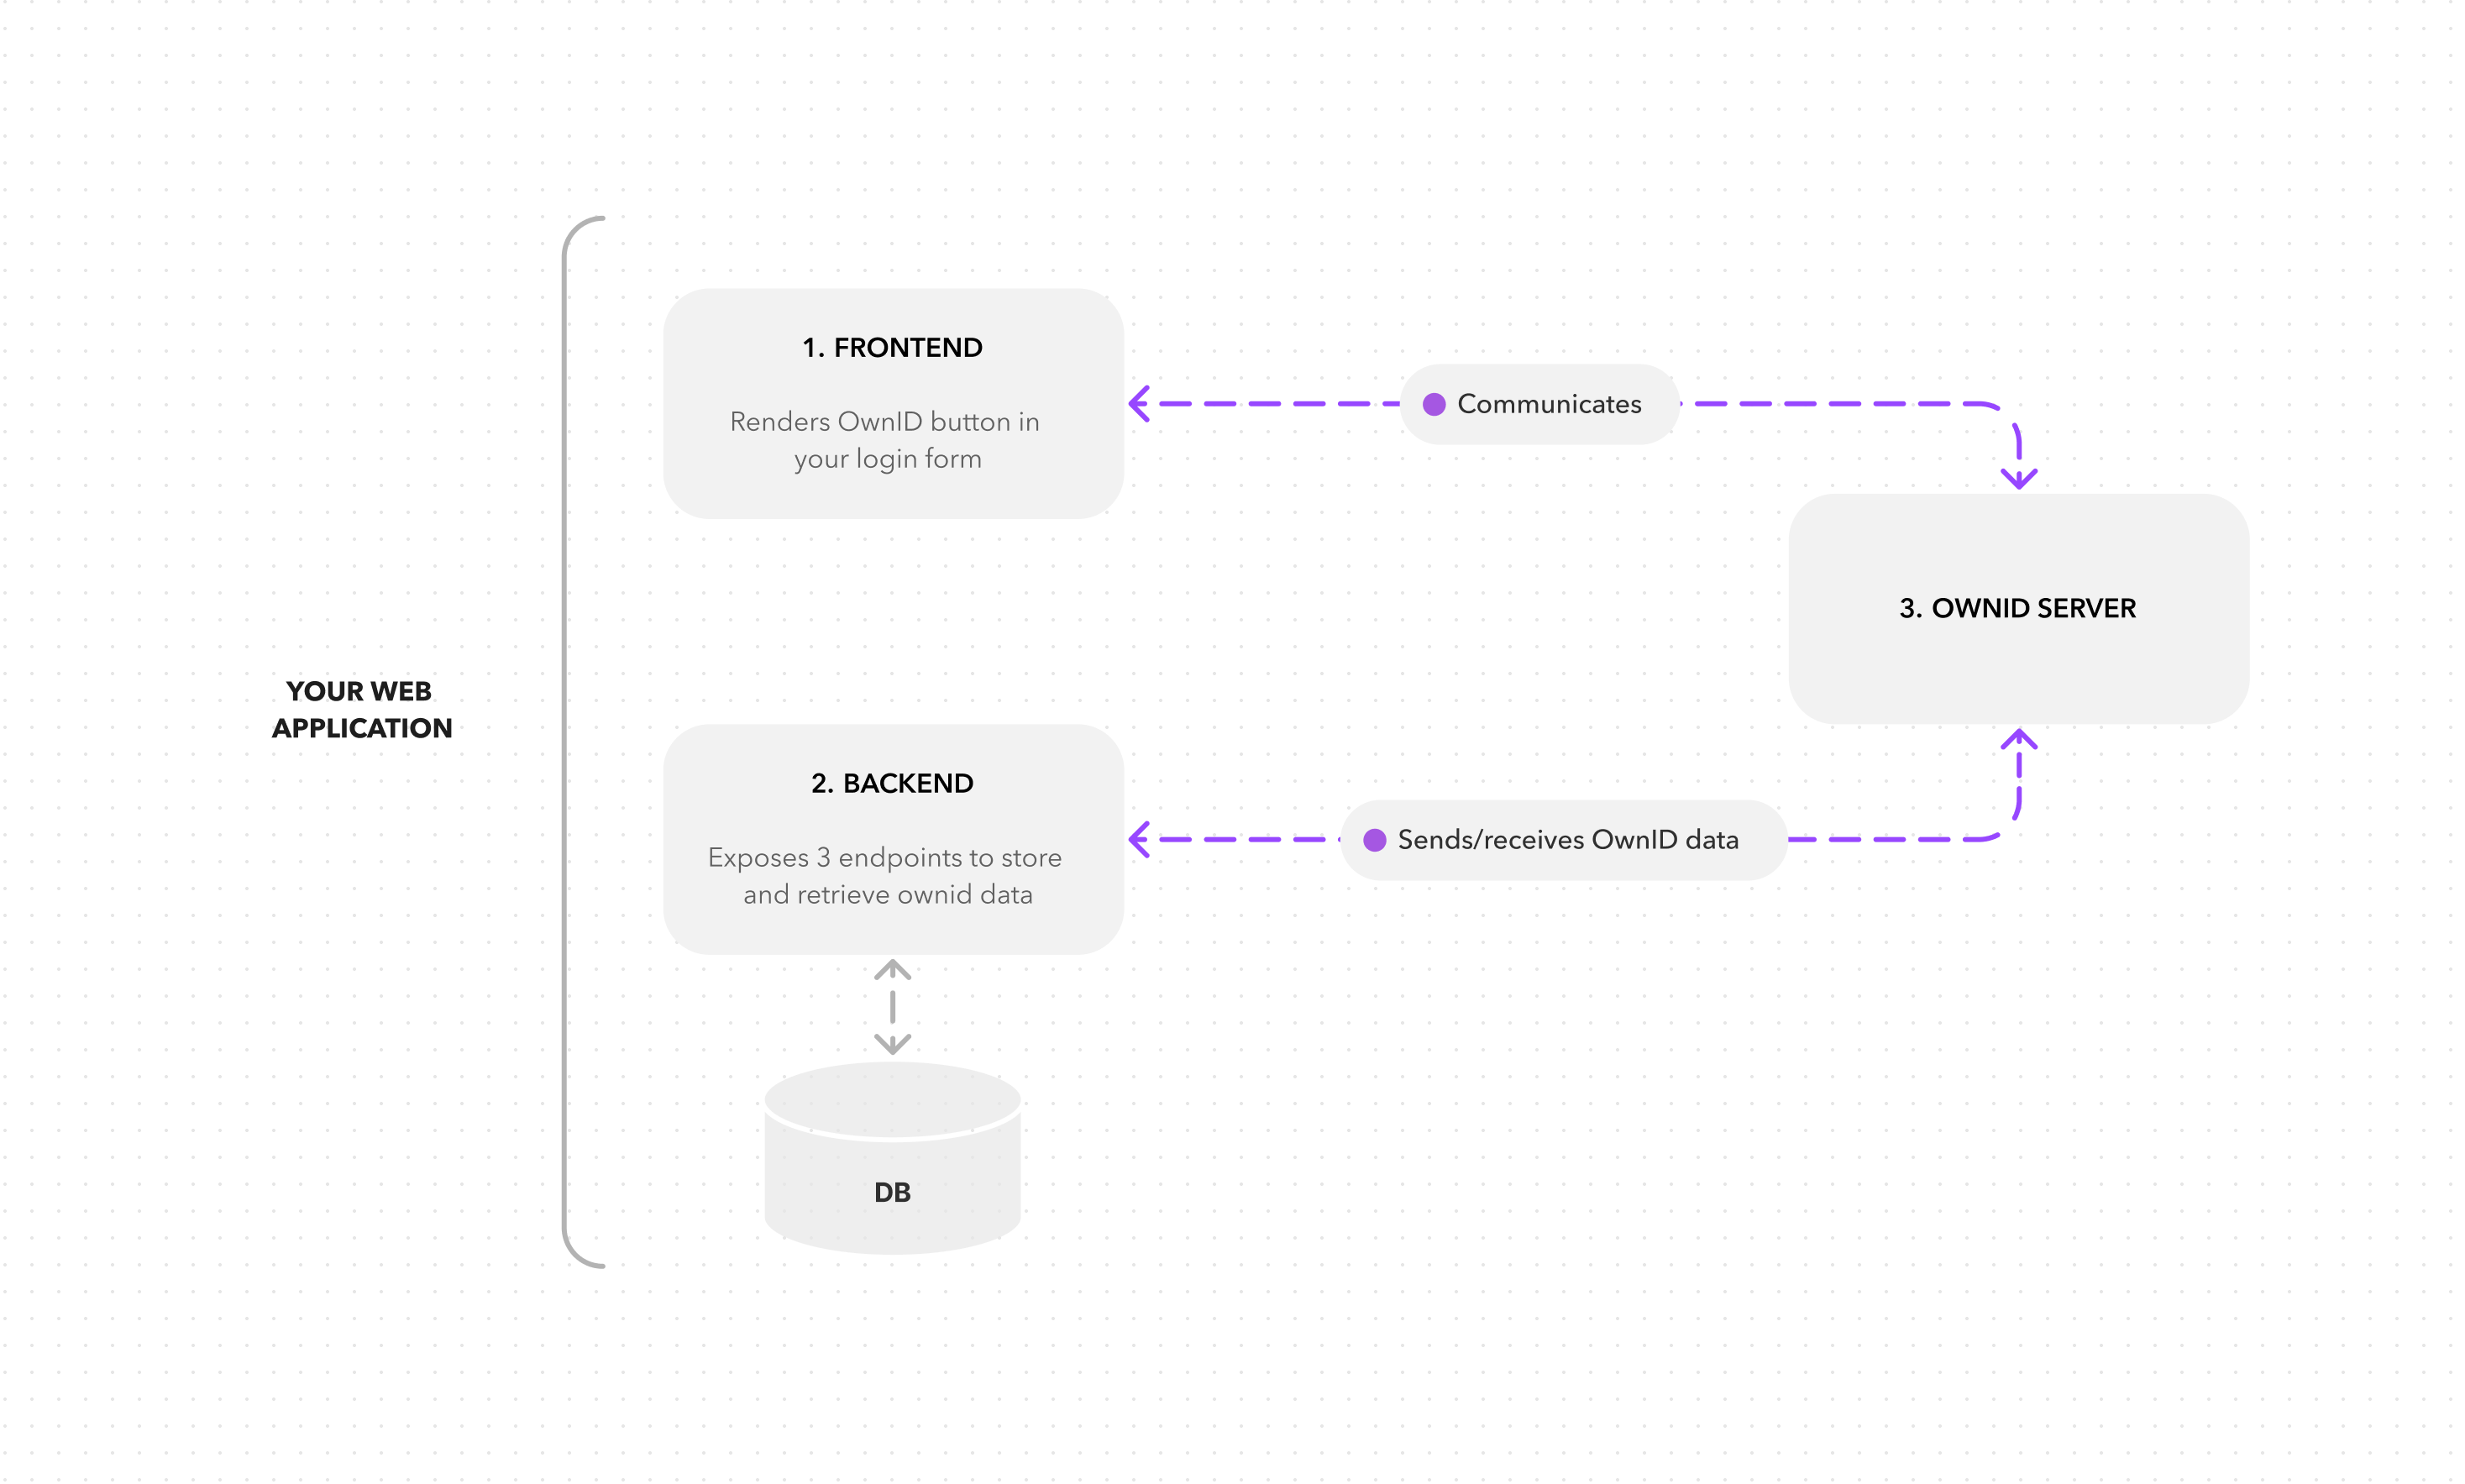 YOUR WEB
APPLICATION
1. FRONTEND
Renders OwnID button in
your login form
Communicates
3. OWNID SERVER
2. BACKEND
Exposes 3 endpoints to store
and retrieve ownid data
Sends/receives OwnID data
DB